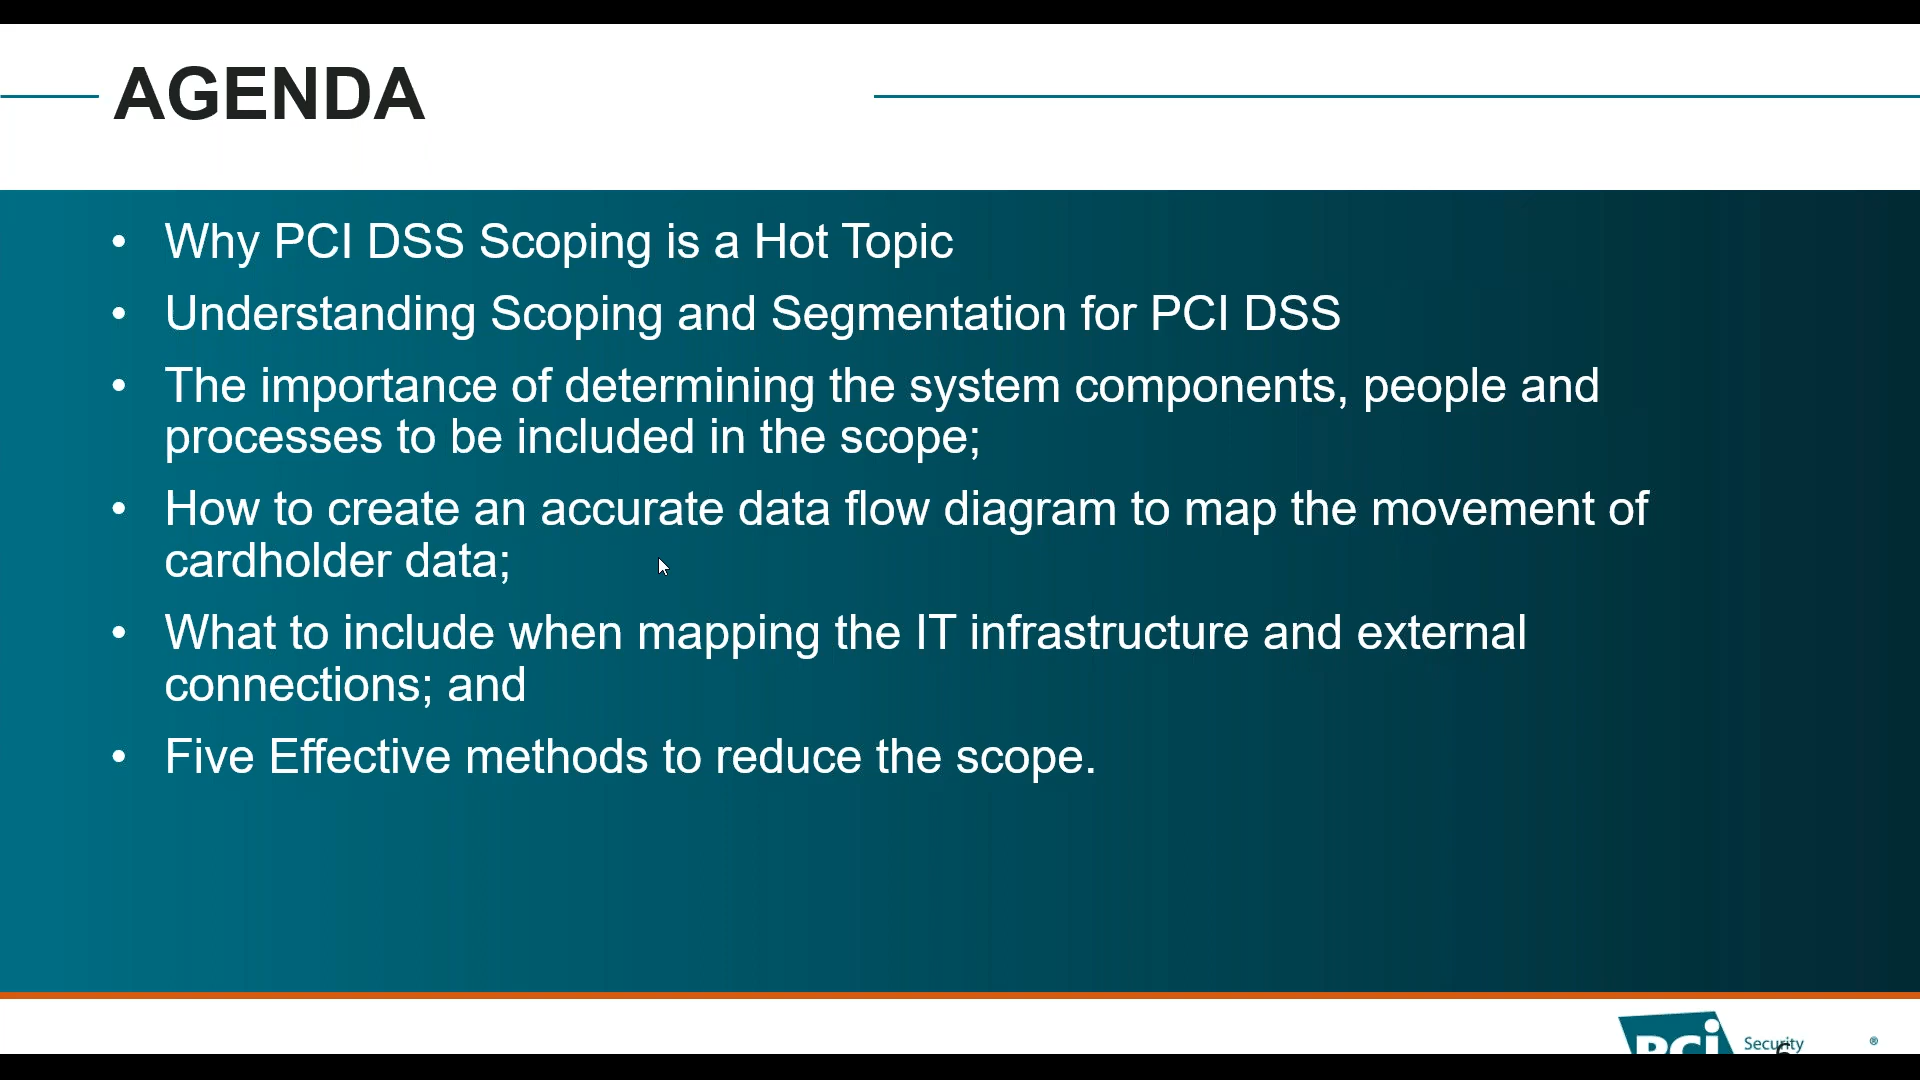 AGENDA
• Why PCI DSS Scoping is a Hot Topic
• Understanding Scoping and Segmentation for PCI DSS
• The importance of determining the system components, people and
processes to be included in the scope;
• How to create an accurate data flow diagram to map the movement of
cardholder data;
• What to include when mapping the IT infrastructure and external
connections; and
• Five Effective methods to reduce the scope.
PCi Security ®
6